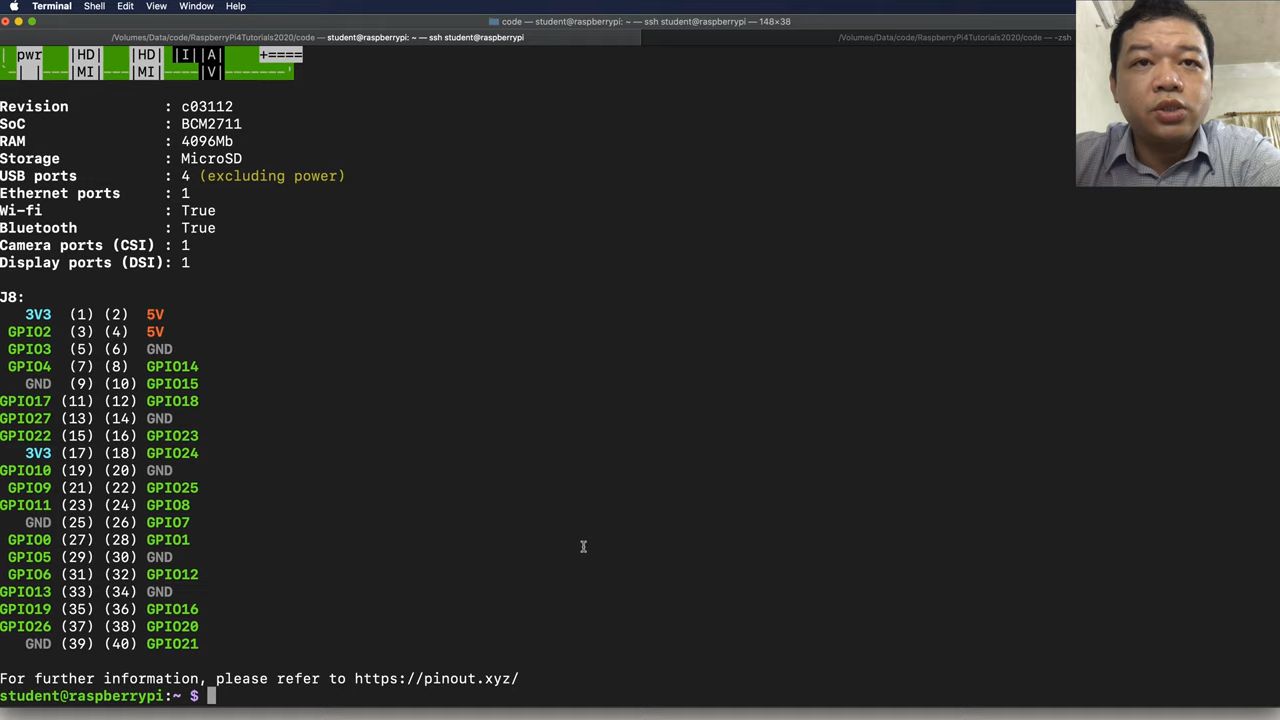 Terminal Shell Edit View Window Help
code — student@raspberrypi: ~ — ssh student@raspberrypi — 148×38
/Volumes/Data/code/RaspberryPi4Tutorials2020/code — student@raspberrypi: ~ — ssh student@raspberrypi
/Volumes/Data/code/RaspberryPi4Tutorials2020/code — -zsh
| pwr |HD| |HD| |I||A| +====
`-| |---|MI|---|MI|----|V|-------'
Revision : c03112
SoC : BCM2711
RAM : 4096Mb
Storage : MicroSD
USB ports : 4 (excluding power)
Ethernet ports : 1
Wi-fi : True
Bluetooth : True
Camera ports (CSI) : 1
Display ports (DSI): 1
J8:
3V3 (1) (2) 5V
GPIO2 (3) (4) 5V
GPIO3 (5) (6) GND
GPIO4 (7) (8) GPIO14
GND (9) (10) GPIO15
GPIO17 (11) (12) GPIO18
GPIO27 (13) (14) GND
GPIO22 (15) (16) GPIO23
3V3 (17) (18) GPIO24
GPIO10 (19) (20) GND
GPIO9 (21) (22) GPIO25
GPIO11 (23) (24) GPIO8
GND (25) (26) GPIO7
GPIO0 (27) (28) GPIO1
GPIO5 (29) (30) GND
GPIO6 (31) (32) GPIO12
GPIO13 (33) (34) GND
GPIO19 (35) (36) GPIO16
GPIO26 (37) (38) GPIO20
GND (39) (40) GPIO21
For further information, please refer to https://pinout.xyz/
student@raspberrypi:~ $